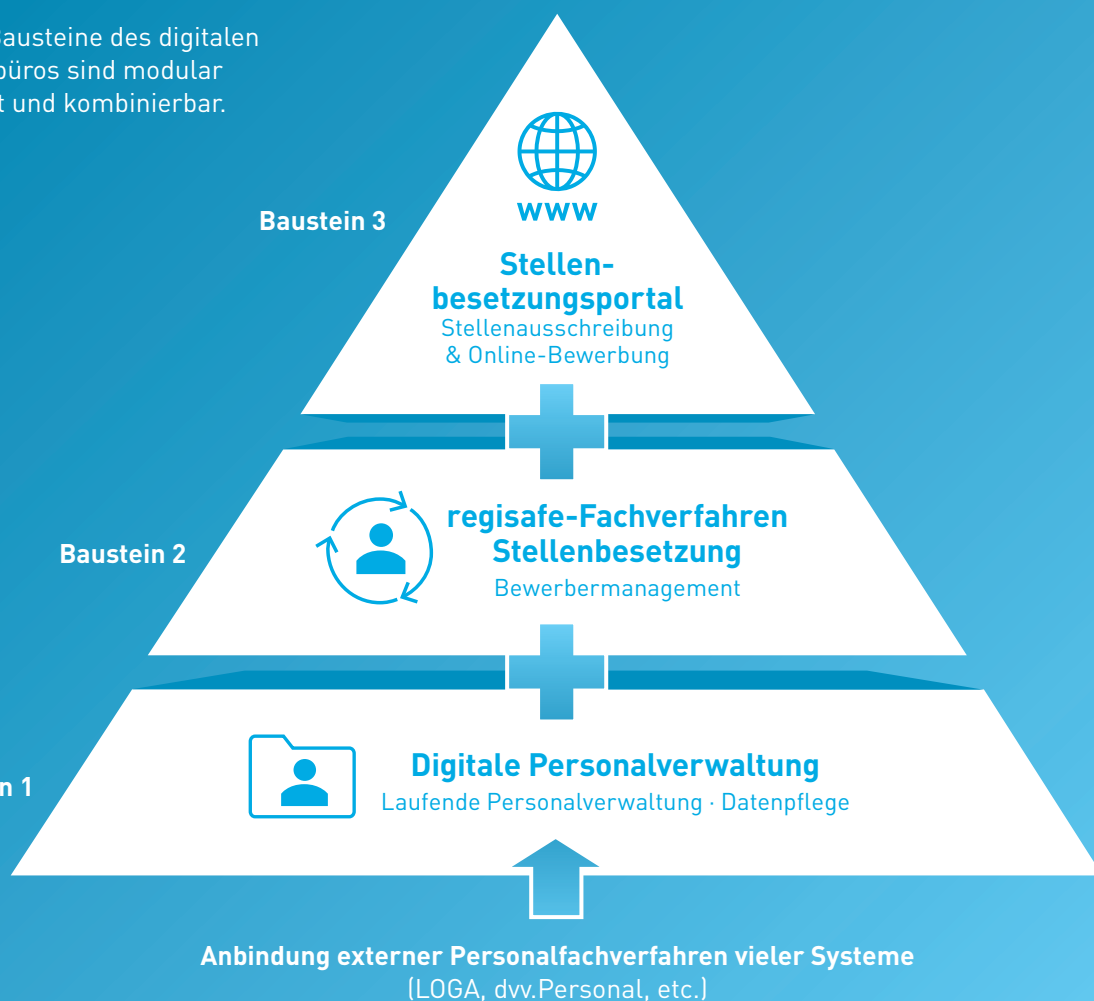 Bausteine des digitalen
büros sind modular
t und kombinierbar.
www
Baustein 3
Stellen-
besetzungsportal
Stellenausschreibung
& Online-Bewerbung
Baustein 2
regisafe-Fachverfahren
Stellenbesetzung
Bewerbermanagement
n 1
Digitale Personalverwaltung
Laufende Personalverwaltung · Datenpflege
Anbindung externer Personalfachverfahren vieler Systeme
(LOGA, dvv.Personal, etc.)